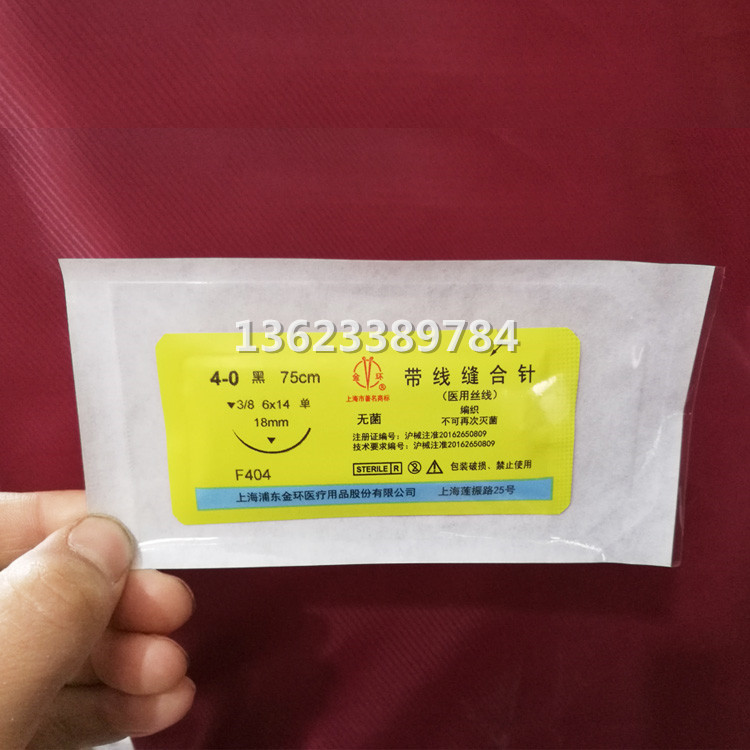 13623389784
4-0 黑 75cm
金环®
上海市著名商标
带线缝合针
(医用丝线)
▼3/8 6x14 单
18mm
无菌
编织
不可再次灭菌
注册证编号：沪械注准20162650809
技术要求编号：沪械注准20162650809
F404
STERILE R
包装破损，禁止使用
上海浦东金环医疗用品股份有限公司 上海莲振路25号